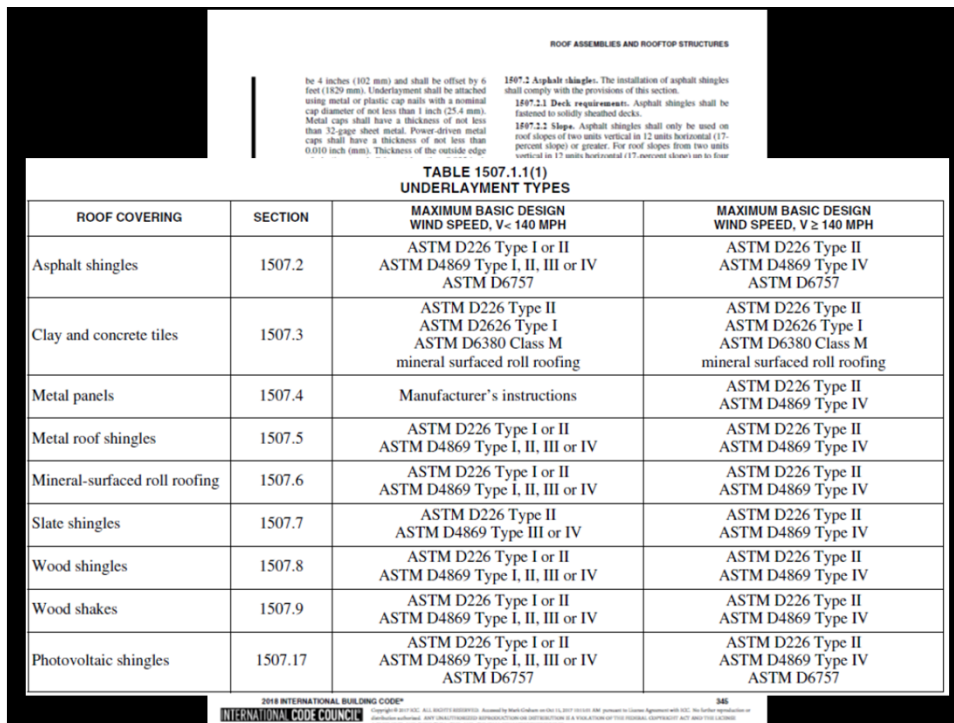 ROOF ASSEMBLIES AND ROOFTOP STRUCTURES
be 4 inches (102 mm) and shall be offset by 6
feet (1829 mm). Underlayment shall be attached
using metal or plastic cap nails with a nominal
cap diameter of not less than 1 inch (25.4 mm).
Metal caps shall have a thickness of not less
than 32-gage sheet metal. Power-driven metal
caps shall have a thickness of not less than
0.010 inch (mm). Thickness of the outside edge
1507.2 Asphalt shingles. The installation of asphalt shingles
shall comply with the provisions of this section.
1507.2.1 Deck requirements. Asphalt shingles shall be
fastened to solidly sheathed decks.
1507.2.2 Slope. Asphalt shingles shall only be used on
roof slopes of two units vertical in 12 units horizontal (17-
percent slope) or greater. For roof slopes from two units
vertical in 12 units horizontal (17-percent slope) up to four
TABLE 1507.1.1(1)
UNDERLAYMENT TYPES
ROOF COVERING SECTION MAXIMUM BASIC DESIGN MAXIMUM BASIC DESIGN
WIND SPEED, V< 140 MPH WIND SPEED, V ≥ 140 MPH
Asphalt shingles 1507.2
ASTM D226 Type I or II
ASTM D4869 Type I, II, III or IV
ASTM D6757
ASTM D226 Type II
ASTM D4869 Type IV
ASTM D6757
Clay and concrete tiles 1507.3
ASTM D226 Type II
ASTM D2626 Type I
ASTM D6380 Class M
mineral surfaced roll roofing
ASTM D226 Type II
ASTM D2626 Type I
ASTM D6380 Class M
mineral surfaced roll roofing
Metal panels 1507.4
Manufacturer's instructions
ASTM D226 Type II
ASTM D4869 Type IV
Metal roof shingles 1507.5
ASTM D226 Type I or II
ASTM D4869 Type I, II, III or IV
ASTM D226 Type II
ASTM D4869 Type IV
Mineral-surfaced roll roofing 1507.6
ASTM D226 Type I or II
ASTM D4869 Type I, II, III or IV
ASTM D226 Type II
ASTM D4869 Type IV
Slate shingles 1507.7
ASTM D226 Type II
ASTM D4869 Type III or IV
ASTM D226 Type II
ASTM D4869 Type IV
Wood shingles 1507.8
ASTM D226 Type I or II
ASTM D4869 Type I, II, III or IV
ASTM D226 Type II
ASTM D4869 Type IV
Wood shakes 1507.9
ASTM D226 Type I or II
ASTM D4869 Type I, II, III or IV
ASTM D226 Type II
ASTM D4869 Type IV
Photovoltaic shingles 1507.17
ASTM D226 Type I or II
ASTM D4869 Type I, II, III or IV
ASTM D6757
ASTM D226 Type II
ASTM D4869 Type IV
ASTM D6757
2018 INTERNATIONAL BUILDING CODE® 345
INTERNATIONAL CODE COUNCIL